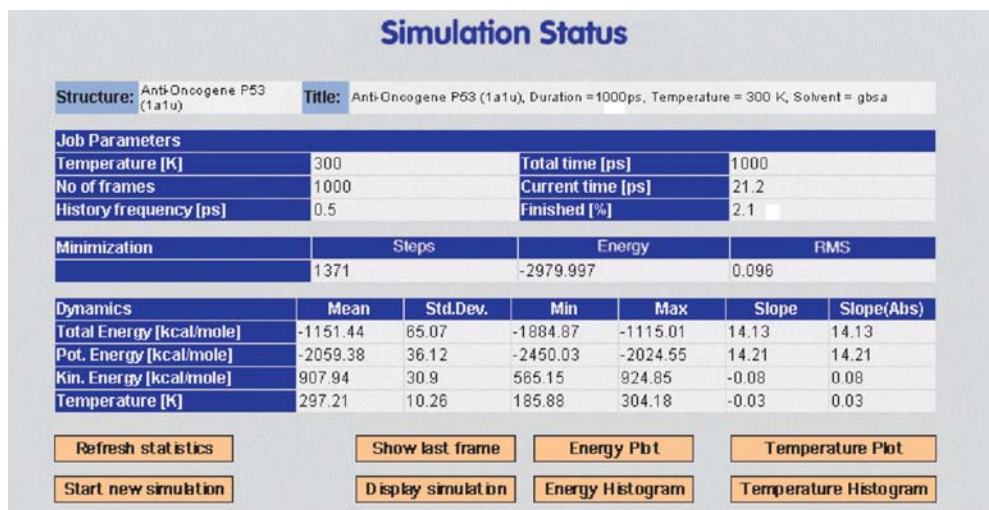 Simulation Status
Structure: Anti-Oncogene P53 (1a1u) Title: Anti-Oncogene P53 (1a1u), Duration =1000ps, Temperature = 300 K, Solvent = gbsa
Job Parameters
Temperature [K] 300 Total time [ps] 1000
No of frames 1000 Current time [ps] 21.2
History frequency [ps] 0.5 Finished [%] 2.1
Minimization Steps Energy RMS
1371 -2979.997 0.096
Dynamics Mean Std.Dev. Min Max Slope Slope(Abs)
Total Energy [kcal/mole] -1151.44 65.07 -1884.87 -1115.01 14.13 14.13
Pot. Energy [kcal/mole] -2059.38 36.12 -2450.03 -2024.55 14.21 14.21
Kin. Energy [kcal/mole] 907.94 30.9 565.15 924.85 -0.08 0.08
Temperature [K] 297.21 10.26 185.88 304.18 -0.03 0.03
Refresh statistics Show last frame Energy Plot Temperature Plot
Start new simulation Display simulation Energy Histogram Temperature Histogram